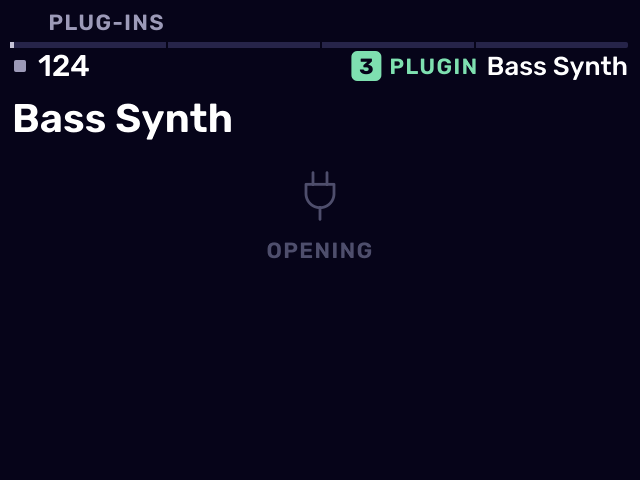 PLUG-INS
124
3 PLUGIN Bass Synth
Bass Synth
OPENING